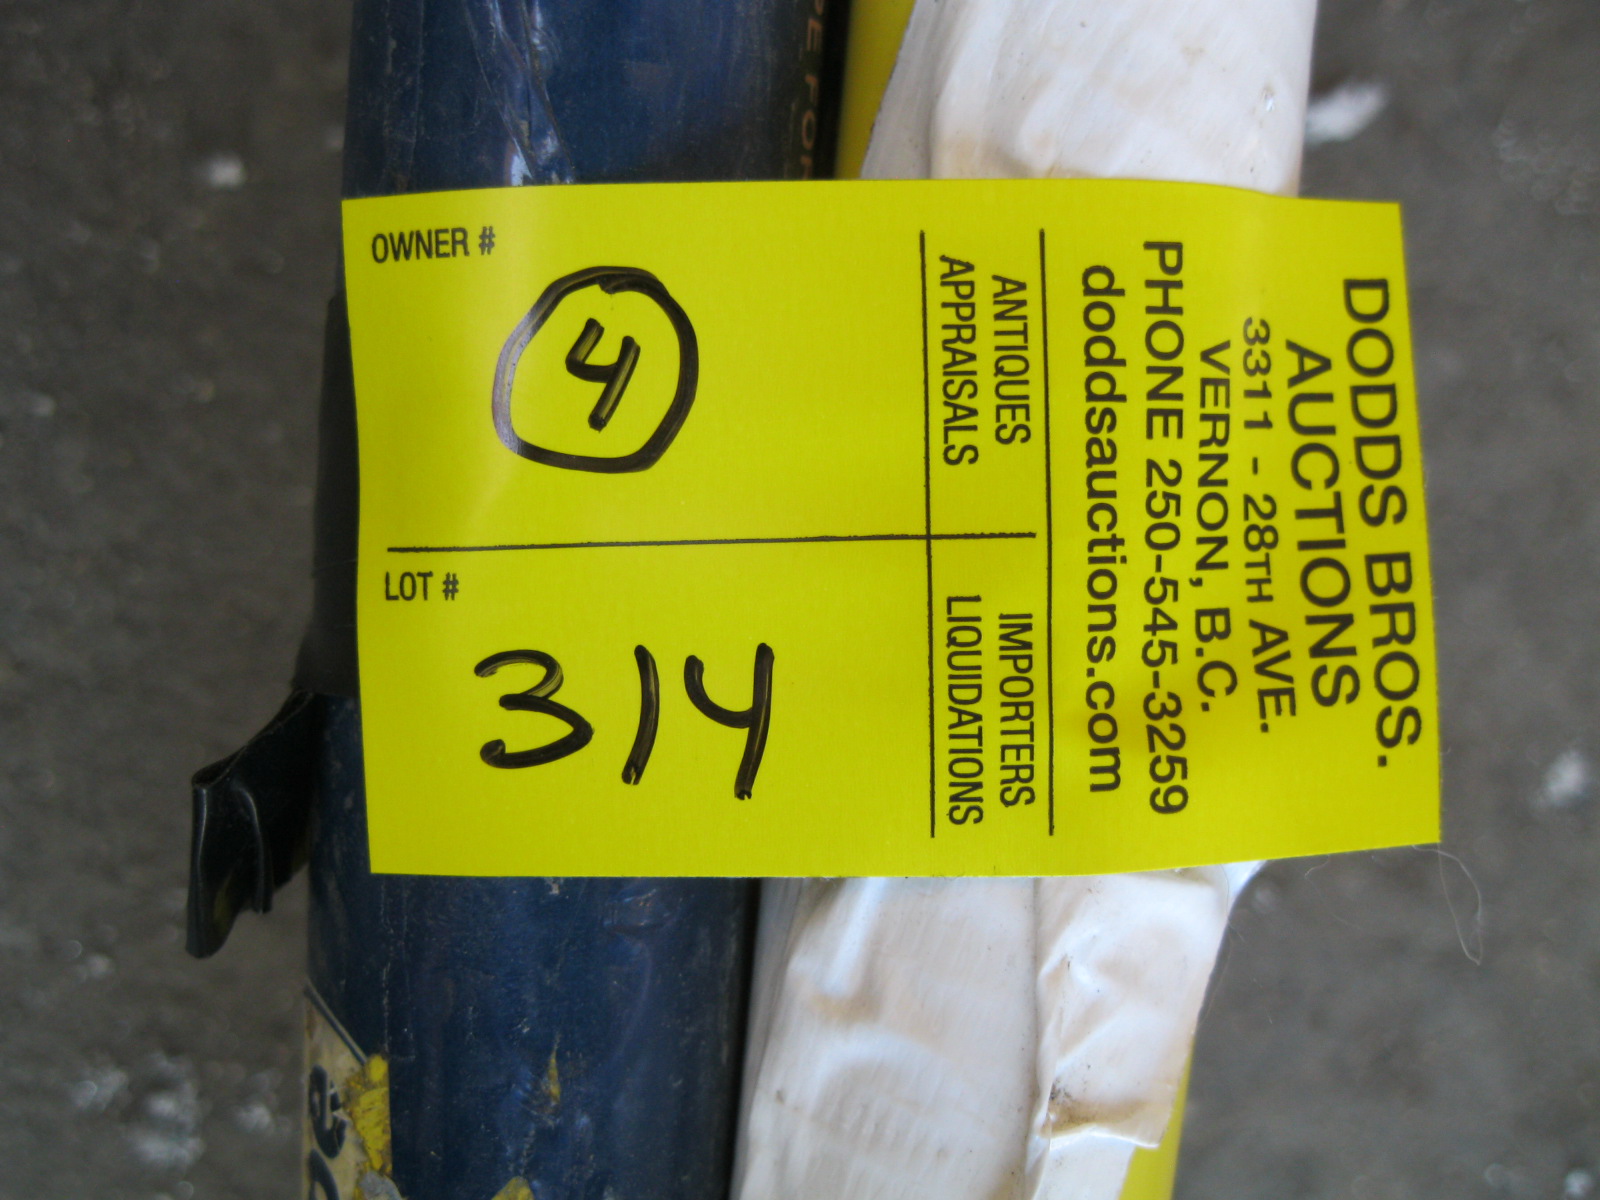 DODDS BROS.
AUCTIONS
3311 - 28TH AVE.
VERNON, B.C.
PHONE 250-545-3259
doddsauctions.com
ANTIQUES
APPRAISALS
IMPORTERS
LIQUIDATIONS
OWNER #
4
LOT #
314